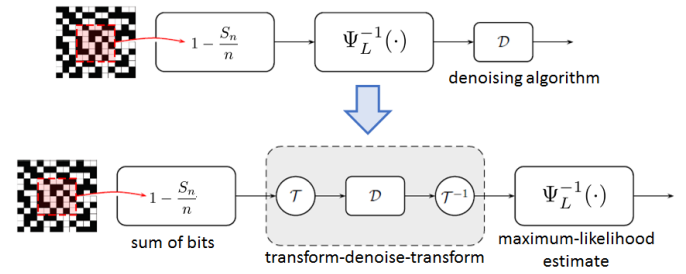 1 − S_n/n
Ψ_L^{-1}(·)
𝒟
denoising algorithm
1 − S_n/n
𝒯
𝒟
𝒯^{-1}
Ψ_L^{-1}(·)
sum of bits
transform-denoise-transform
maximum-likelihood
estimate